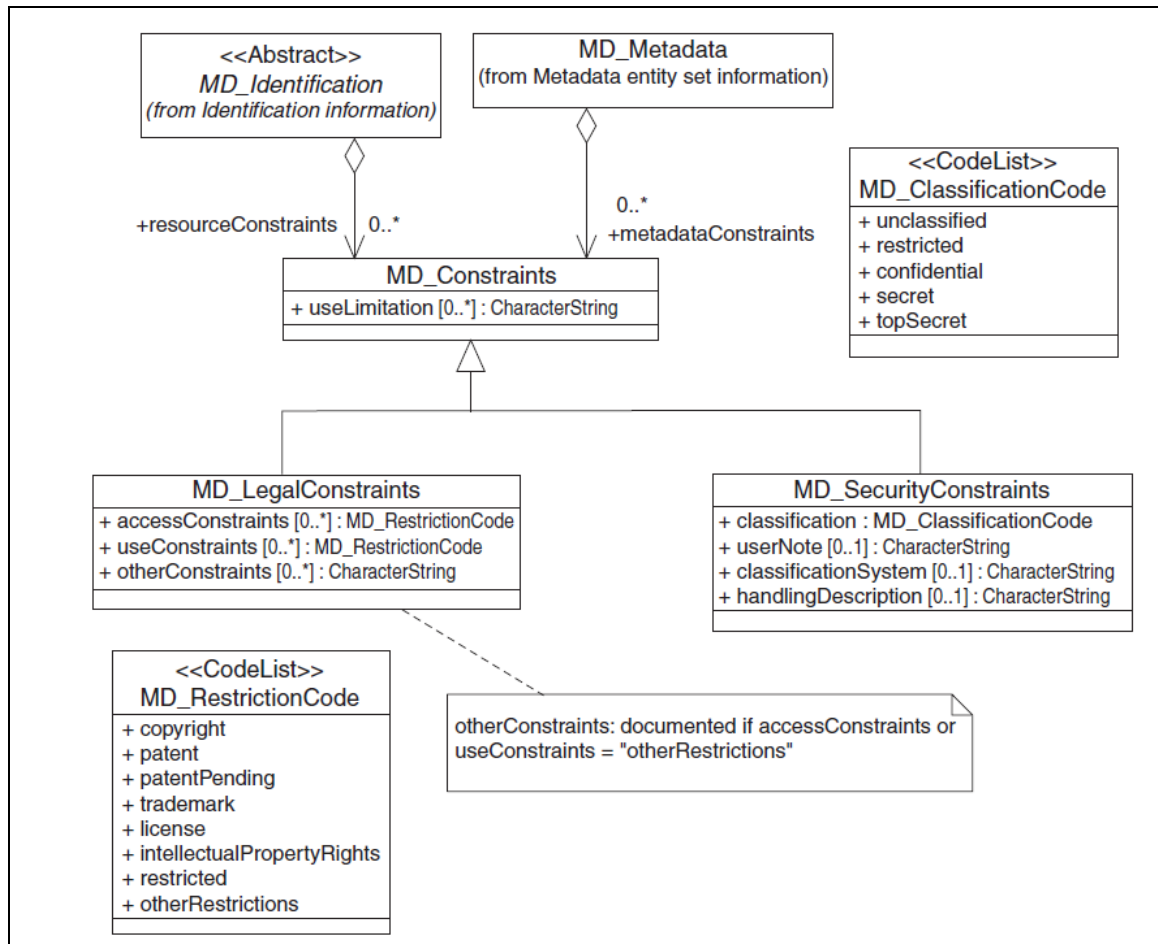 <<Abstract>>
MD_Identification
(from Identification information)
MD_Metadata
(from Metadata entity set information)
<<CodeList>>
MD_ClassificationCode
+ unclassified
+ restricted
+ confidential
+ secret
+ topSecret
+resourceConstraints
0..*
0..*
+metadataConstraints
MD_Constraints
+ useLimitation [0..*] : CharacterString
MD_LegalConstraints
+ accessConstraints [0..*] : MD_RestrictionCode
+ useConstraints [0..*] : MD_RestrictionCode
+ otherConstraints [0..*] : CharacterString
MD_SecurityConstraints
+ classification : MD_ClassificationCode
+ userNote [0..1] : CharacterString
+ classificationSystem [0..1] : CharacterString
+ handlingDescription [0..1] : CharacterString
<<CodeList>>
MD_RestrictionCode
+ copyright
+ patent
+ patentPending
+ trademark
+ license
+ intellectualPropertyRights
+ restricted
+ otherRestrictions
otherConstraints: documented if accessConstraints or
useConstraints = "otherRestrictions"